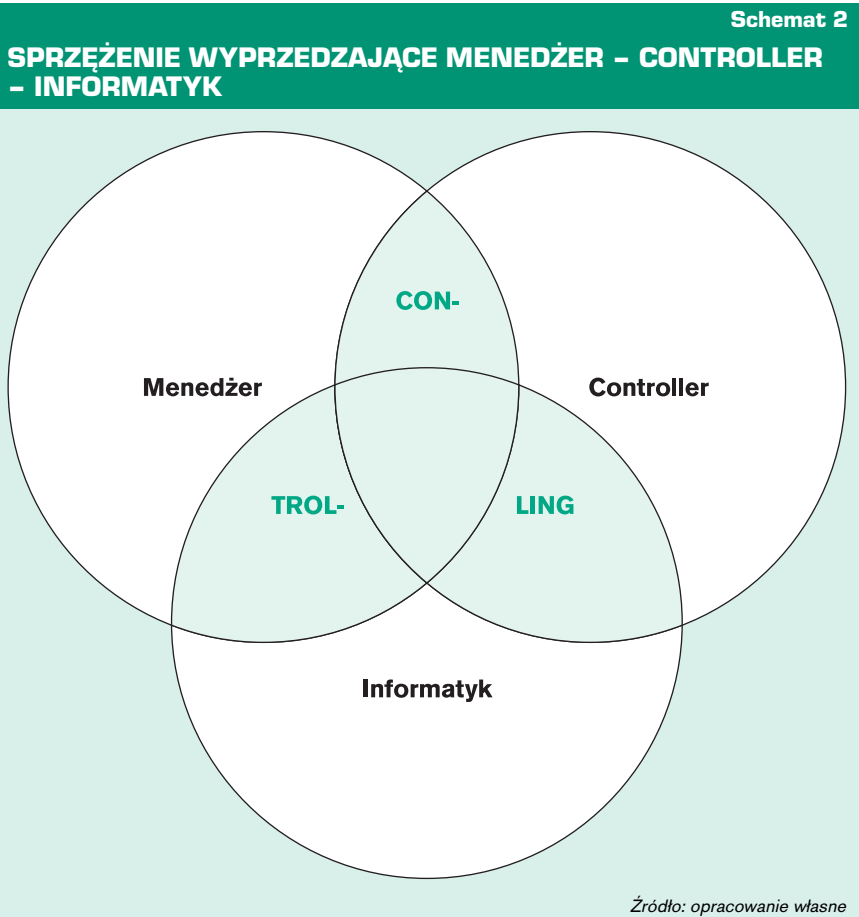 Schemat 2
SPRZĘŻENIE WYPRZEDZAJĄCE MENEDŻER – CONTROLLER
– INFORMATYK
CON-
Menedżer
Controller
TROL-
LING
Informatyk
Źródło: opracowanie własne